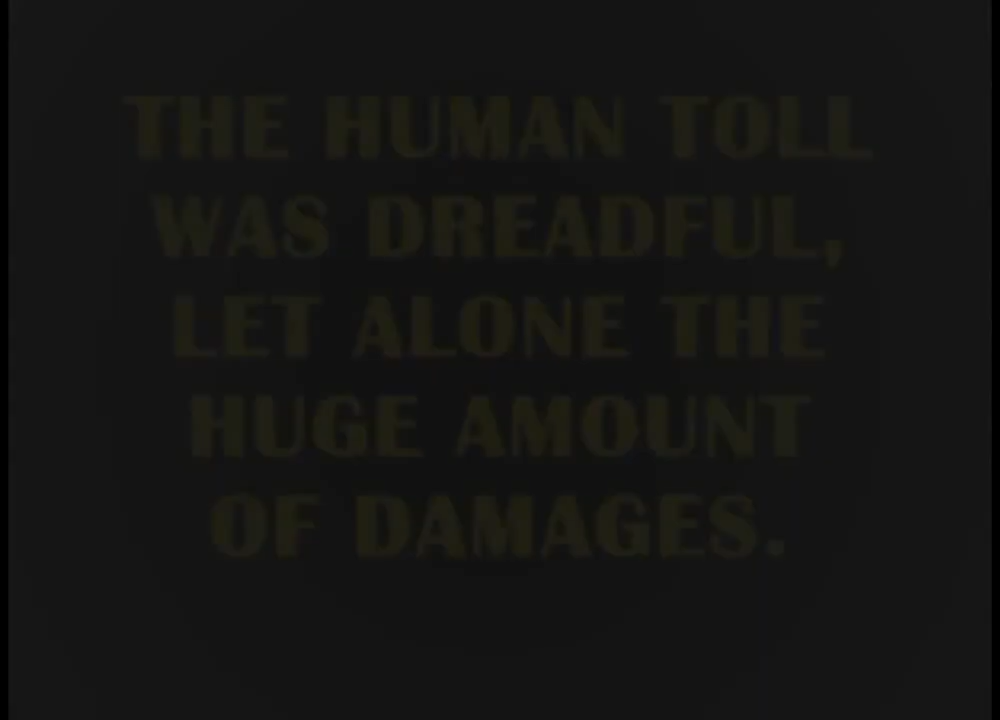 THE HUMAN TOLL
WAS DREADFUL,
LET ALONE THE
HUGE AMOUNT
OF DAMAGES.